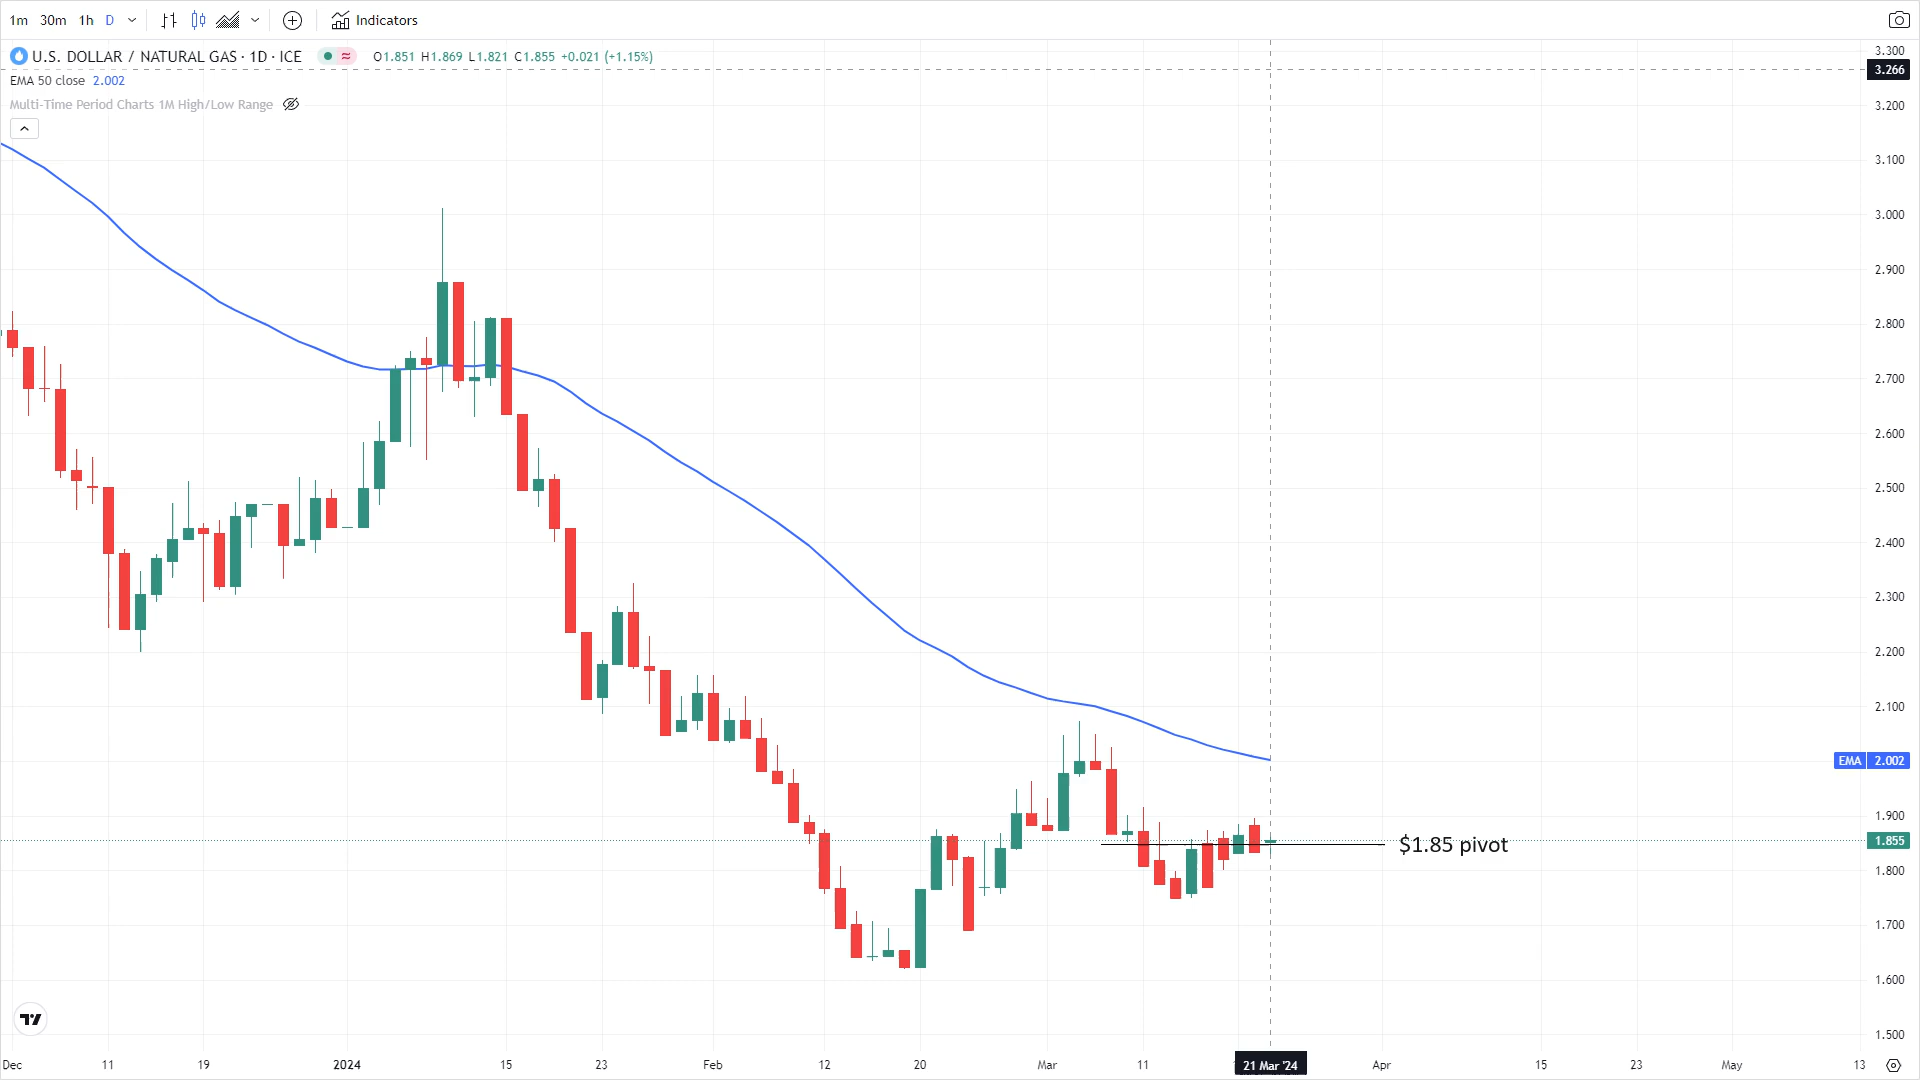 1m 30m 1h D Indicators
U.S. DOLLAR / NATURAL GAS · 1D · ICE O1.851 H1.869 L1.821 C1.855 +0.021 (+1.15%)
EMA 50 close 2.002
Multi-Time Period Charts 1M High/Low Range
3.300
3.266
3.200
3.100
3.000
2.900
2.800
2.700
2.600
2.500
2.400
2.300
2.200
2.100
EMA 2.002
1.900
1.855
$1.85 pivot
1.800
1.700
1.600
1.500
Dec 11 19 2024 15 23 Feb 12 20 Mar 11 21 Mar '24 Apr 15 23 May 13